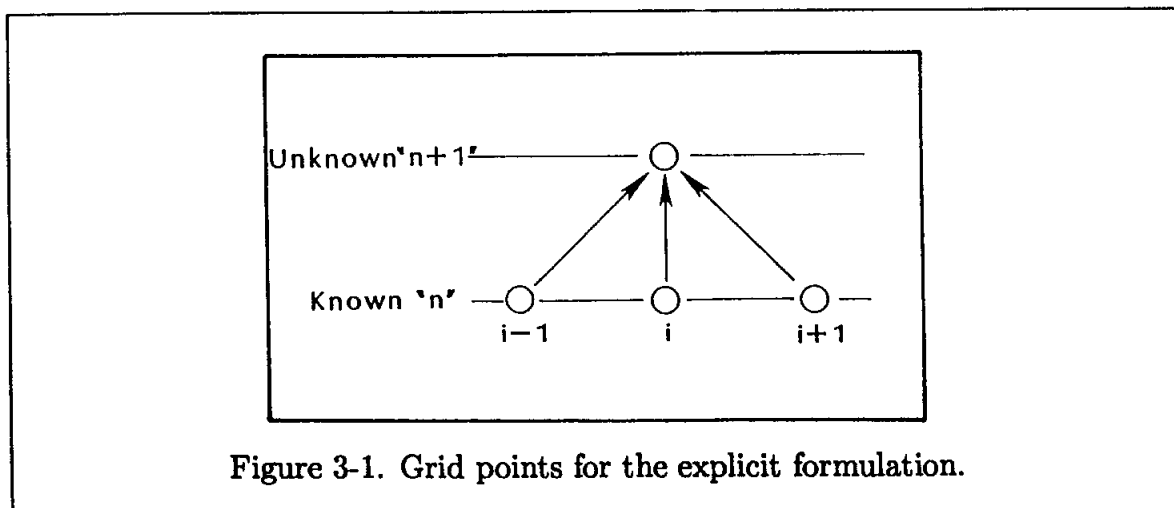 Unknown‛n+1’
Known ‛n’
i−1 i i+1
Figure 3-1. Grid points for the explicit formulation.